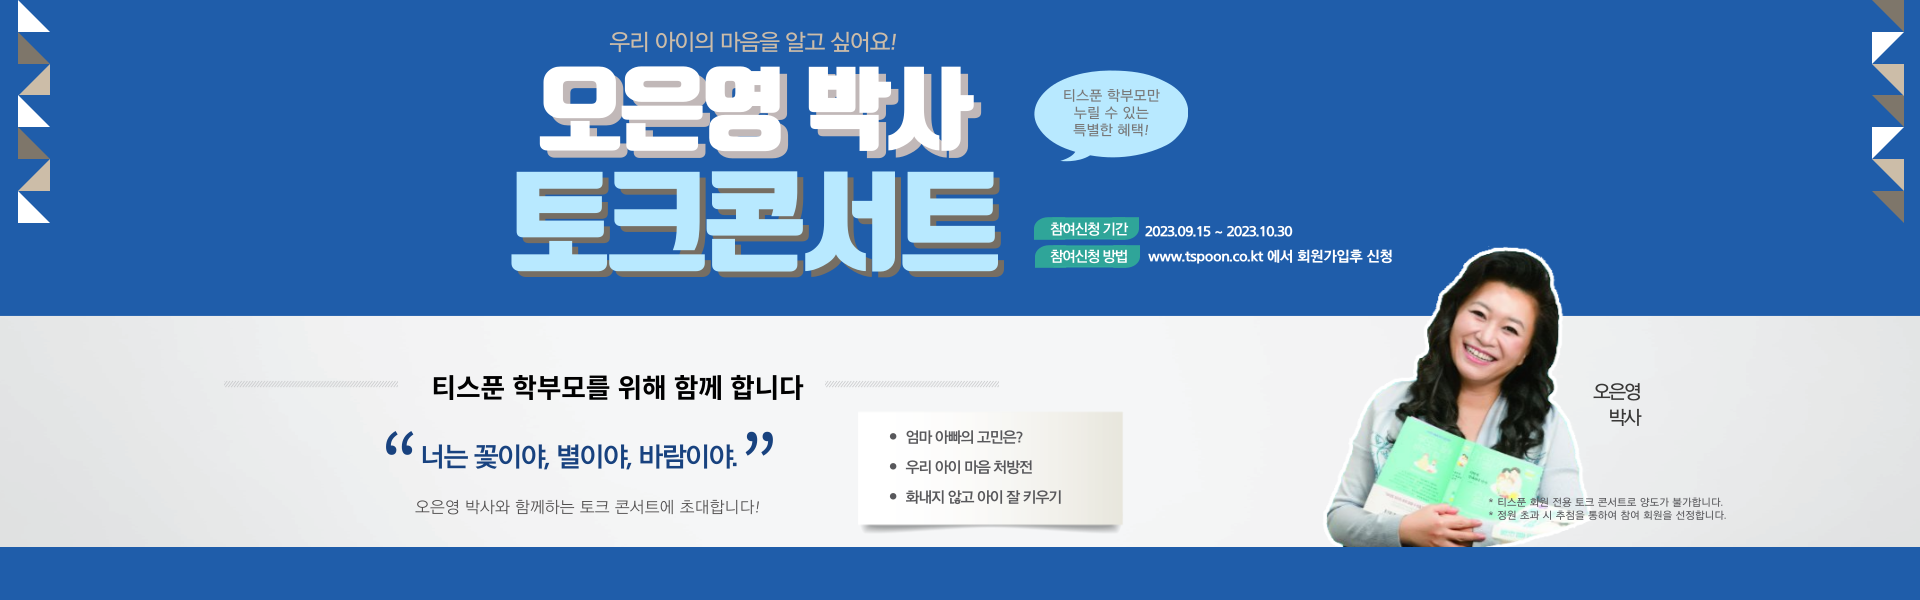 우리 아이의 마음을 알고 싶어요!
오은영 박사
토크콘서트
티스푼 학부모만
누릴 수 있는
특별한 혜택!
참여신청 기간 2023.09.15 ~ 2023.10.30
참여신청 방법 www.tspoon.co.kt 에서 회원가입후 신청
티스푼 학부모를 위해 함께 합니다
“ 너는 꽃이야, 별이야, 바람이야. ”
오은영 박사와 함께하는 토크 콘서트에 초대합니다!
• 엄마 아빠의 고민은?
• 우리 아이 마음 처방전
• 화내지 않고 아이 잘 키우기
오은영
박사
* 티스푼 회원 전용 토크 콘서트로 양도가 불가합니다.
* 정원 초과 시 추첨을 통하여 참여 회원을 선정합니다.